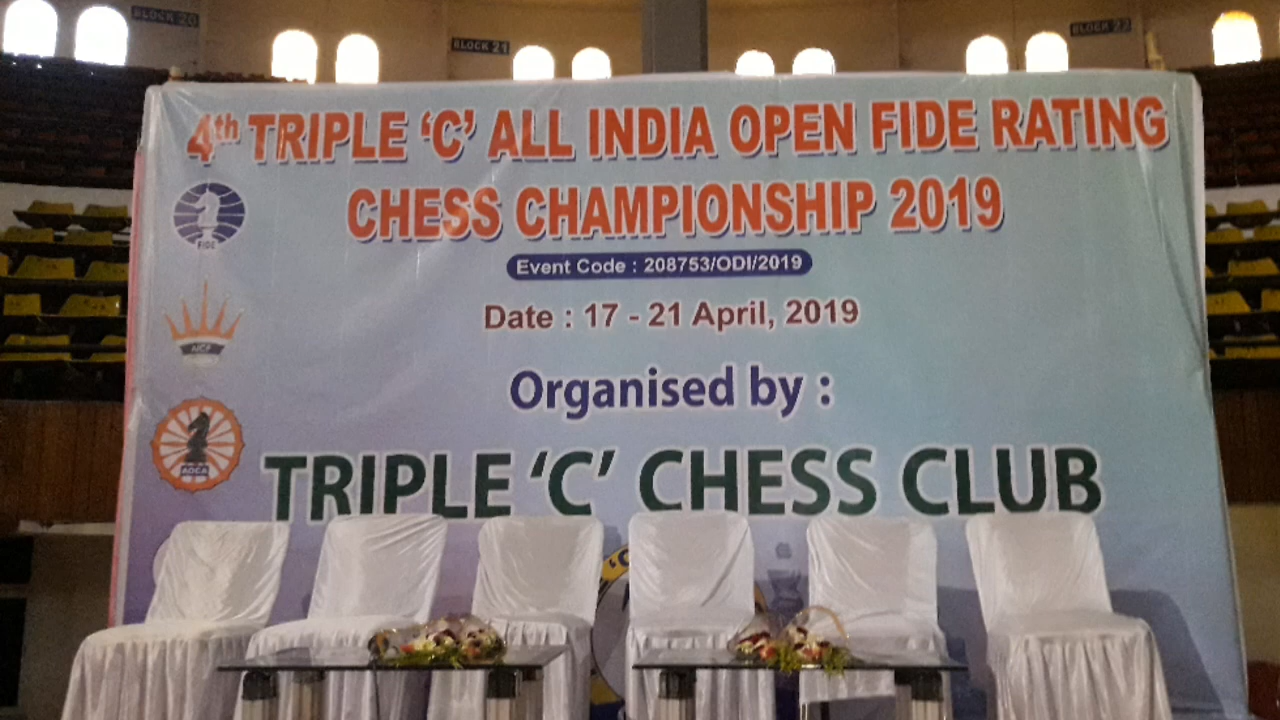 BLOCK 20
BLOCK 21
BLOCK 22
4th TRIPLE ‘C’ ALL INDIA OPEN FIDE RATING
CHESS CHAMPIONSHIP 2019
FIDE
Event Code : 208753/ODI/2019
Date : 17 - 21 April, 2019
AICF
Organised by :
AOCA
TRIPLE ‘C’ CHESS CLUB